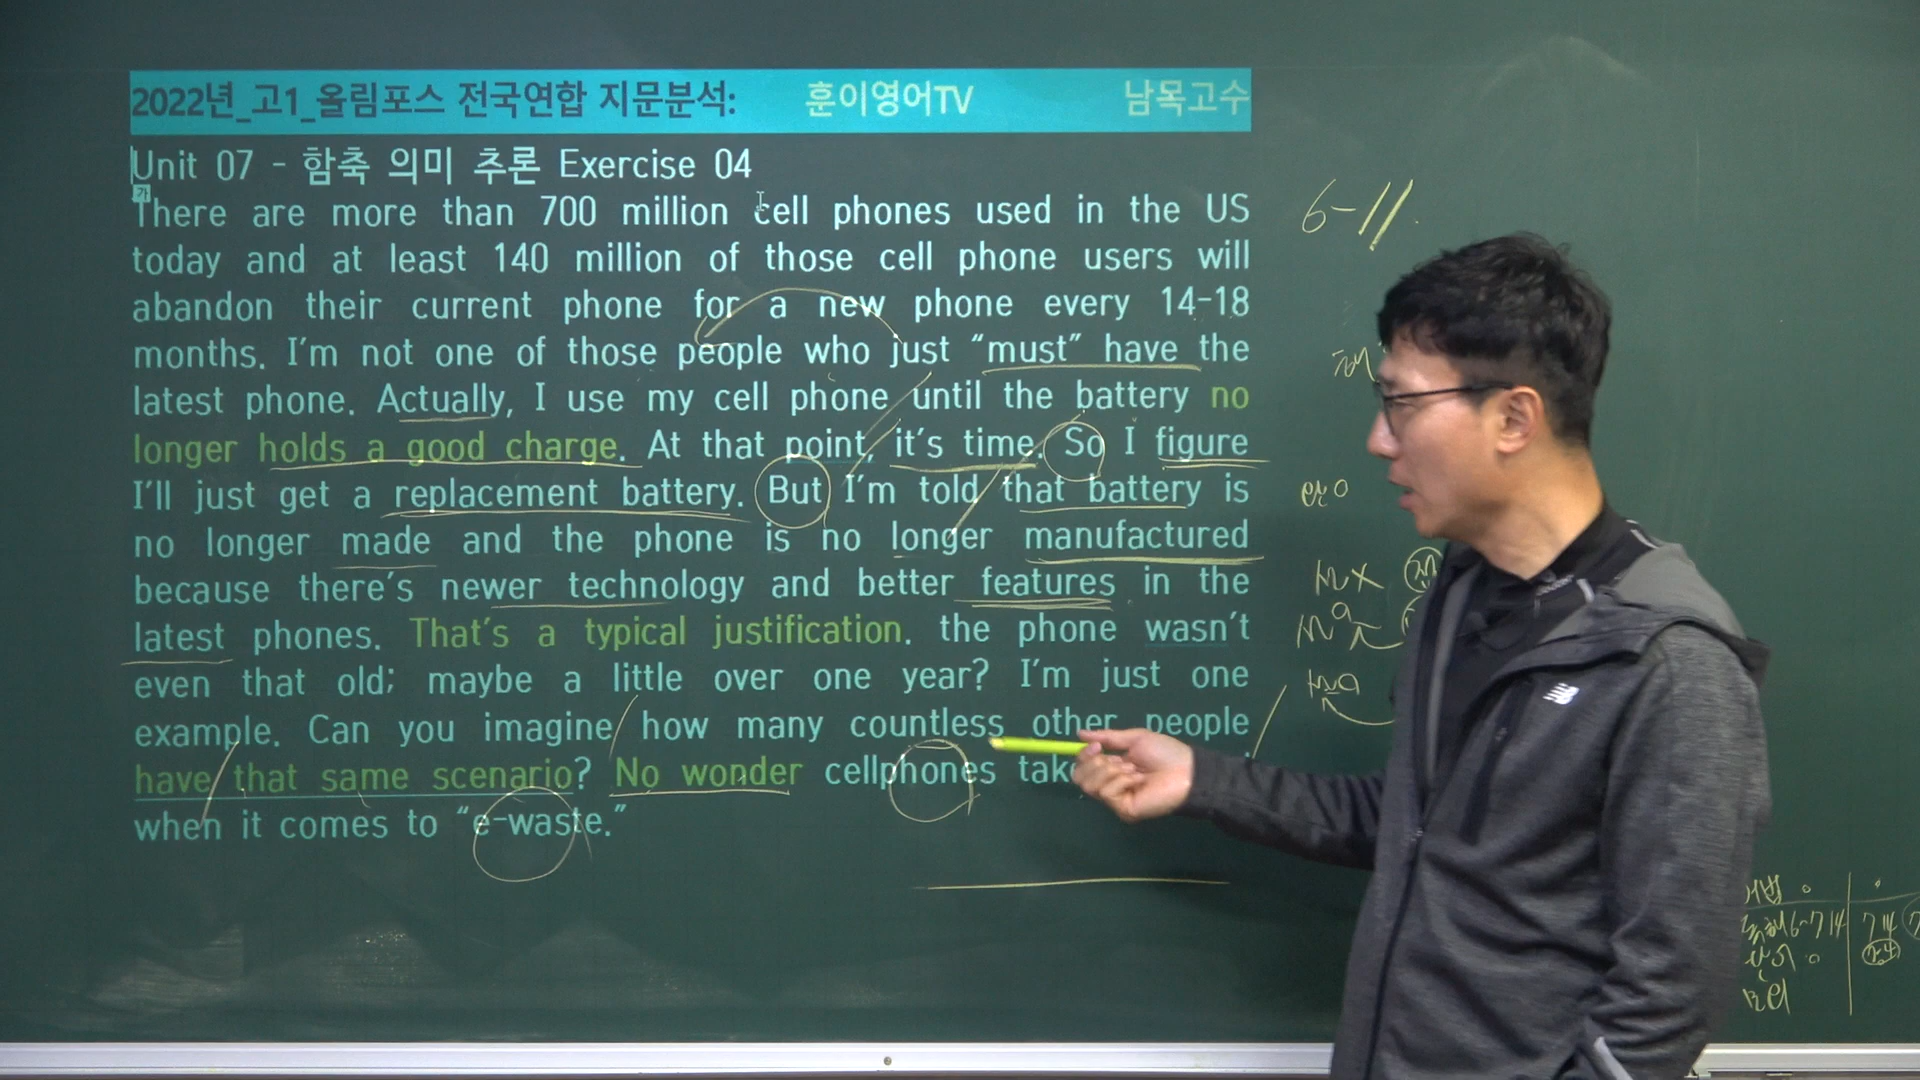 2022년_고1_올림포스 전국연합 지문분석: 훈이영어TV 남목고수
Unit 07 - 함축 의미 추론 Exercise 04
There are more than 700 million cell phones used in the US
today and at least 140 million of those cell phone users will
abandon their current phone for a new phone every 14-18
months. I'm not one of those people who just “must” have the
latest phone. Actually, I use my cell phone until the battery no
longer holds a good charge. At that point, it's time. So I figure
I'll just get a replacement battery. But I'm told that battery is
no longer made and the phone is no longer manufactured
because there's newer technology and better features in the
latest phones. That's a typical justification. the phone wasn't
even that old; maybe a little over one year? I'm just one
example. Can you imagine how many countless other people
have that same scenario? No wonder cellphones take
when it comes to “e-waste.”
6-11